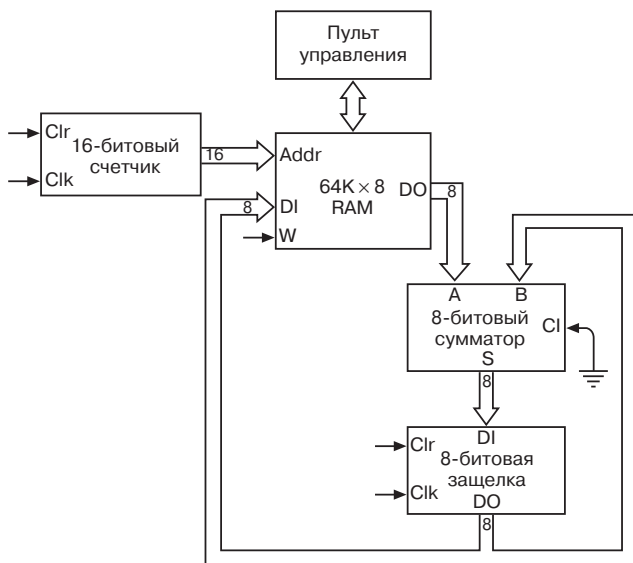 Пульт
управления
Clr
16-битовый
счетчик
Clk
16
Addr
64K × 8
RAM
DO
8
DI
8
W
A
B
8-битовый
сумматор
CI
S
8
DI
Clr
8-битовая
защелка
Clk
DO
8